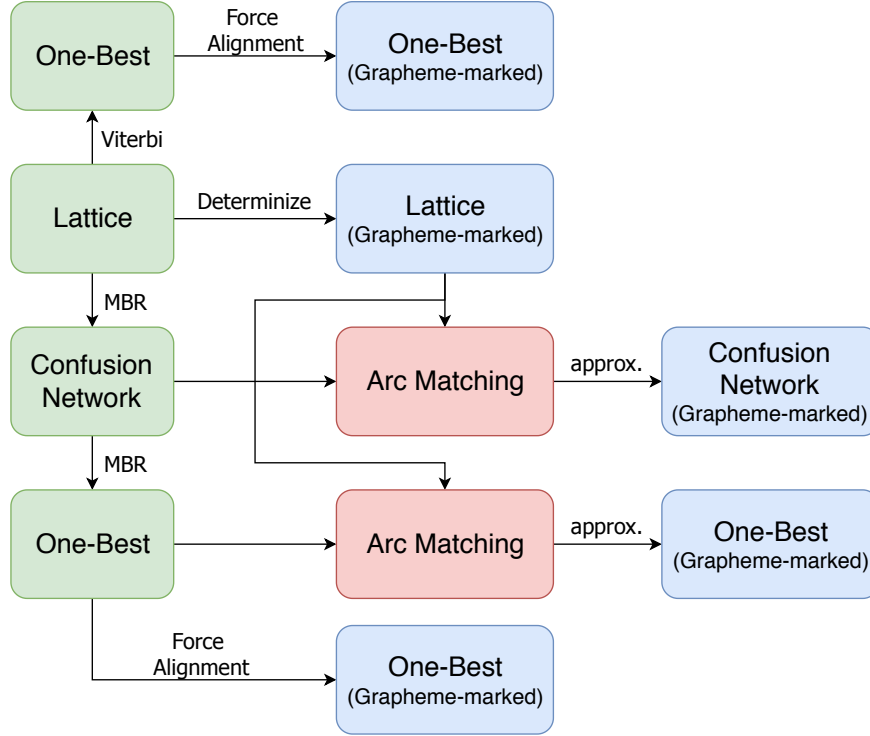 Force
Alignment
One-Best
One-Best
(Grapheme-marked)
Viterbi
Lattice
Determinize
Lattice
(Grapheme-marked)
MBR
Confusion
Network
Arc Matching
approx.
Confusion
Network
(Grapheme-marked)
MBR
One-Best
Arc Matching
approx.
One-Best
(Grapheme-marked)
Force
Alignment
One-Best
(Grapheme-marked)